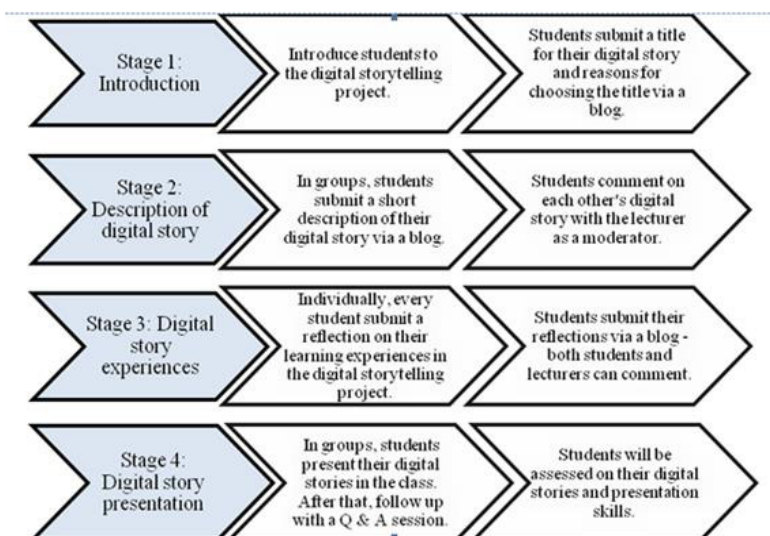 Stage 1:
Introduction
Introduce students to
the digital storytelling
project.
Students submit a title
for their digital story
and reasons for
choosing the title via a
blog.
Stage 2:
Description of
digital story
In groups, students
submit a short
description of their
digital story via a blog.
Students comment on
each other's digital
story with the lecturer
as a moderator.
Stage 3: Digital
story
experiences
Individually, every
student submit a
reflection on their
learning experiences in
the digital storytelling
project.
Students submit their
reflections via a blog -
both students and
lecturers can comment.
Stage 4:
Digital story
presentation
In groups, students
present their digital
stories in the class.
After that, follow up
with a Q & A session.
Students will be
assessed on their digital
stories and presentation
skills.